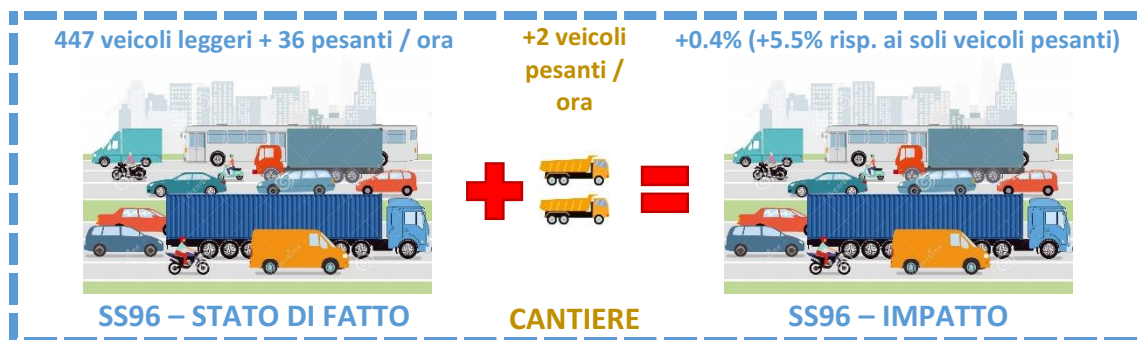 447 veicoli leggeri + 36 pesanti / ora
+2 veicoli
pesanti /
ora
+0.4% (+5.5% risp. ai soli veicoli pesanti)
SS96 – STATO DI FATTO
CANTIERE
SS96 – IMPATTO